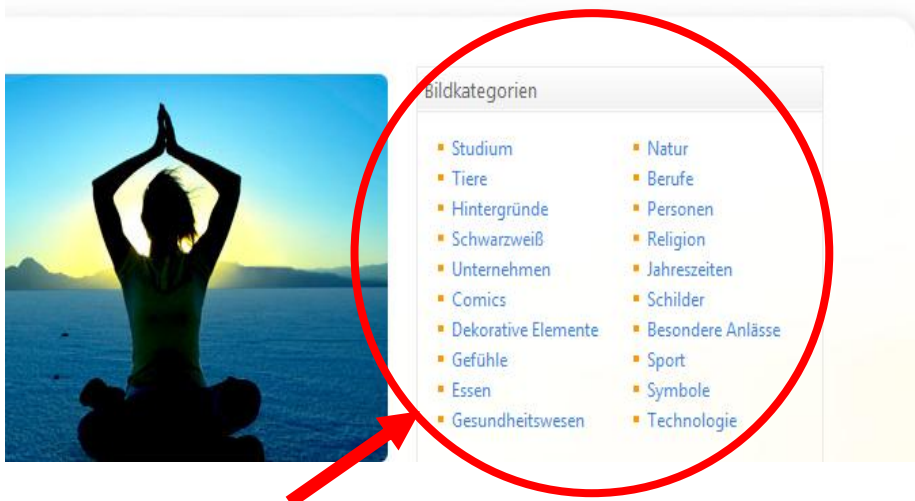 Bildkategorien
Studium
Tiere
Hintergründe
Schwarzweiß
Unternehmen
Comics
Dekorative Elemente
Gefühle
Essen
Gesundheitswesen
Natur
Berufe
Personen
Religion
Jahreszeiten
Schilder
Besondere Anlässe
Sport
Symbole
Technologie